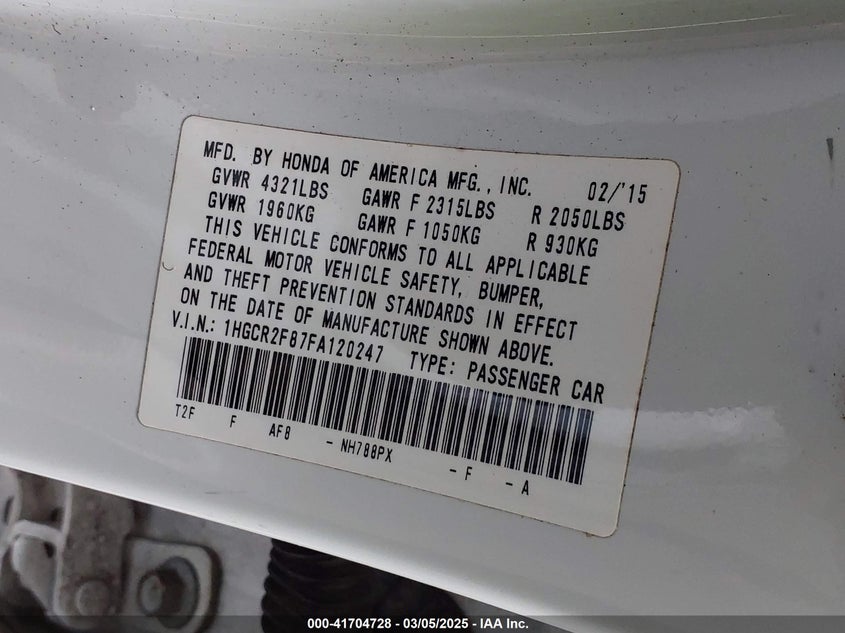 MFD. BY HONDA OF AMERICA MFG., INC. 02/'15
GVWR 4321LBS GAWR F 2315LBS R 2050LBS
GVWR 1960KG GAWR F 1050KG R 930KG
THIS VEHICLE CONFORMS TO ALL APPLICABLE
FEDERAL MOTOR VEHICLE SAFETY, BUMPER,
AND THEFT PREVENTION STANDARDS IN EFFECT
ON THE DATE OF MANUFACTURE SHOWN ABOVE.
V.I.N.: 1HGCR2F87FA120247 TYPE: PASSENGER CAR
T2F F AF8 - NH788PX - F - A
000-41704728 - 03/05/2025 - IAA Inc.